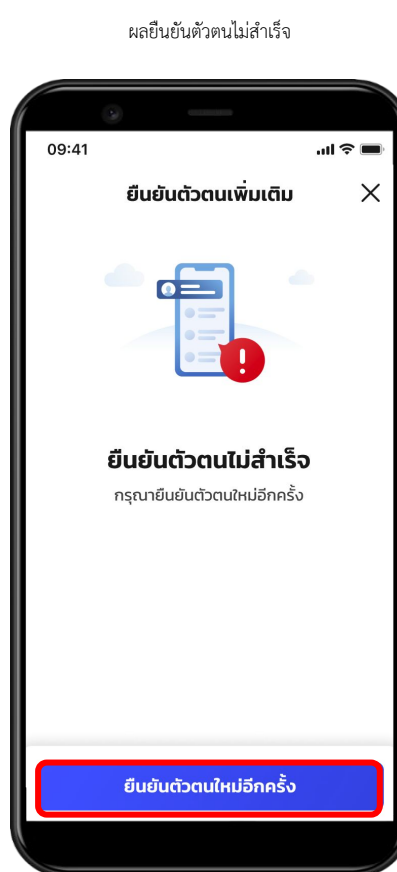 ผลยืนยันตัวตนไม่สำเร็จ
09:41
ยืนยันตัวตนเพิ่มเติม
ยืนยันตัวตนไม่สำเร็จ
กรุณายืนยันตัวตนใหม่อีกครั้ง
ยืนยันตัวตนใหม่อีกครั้ง